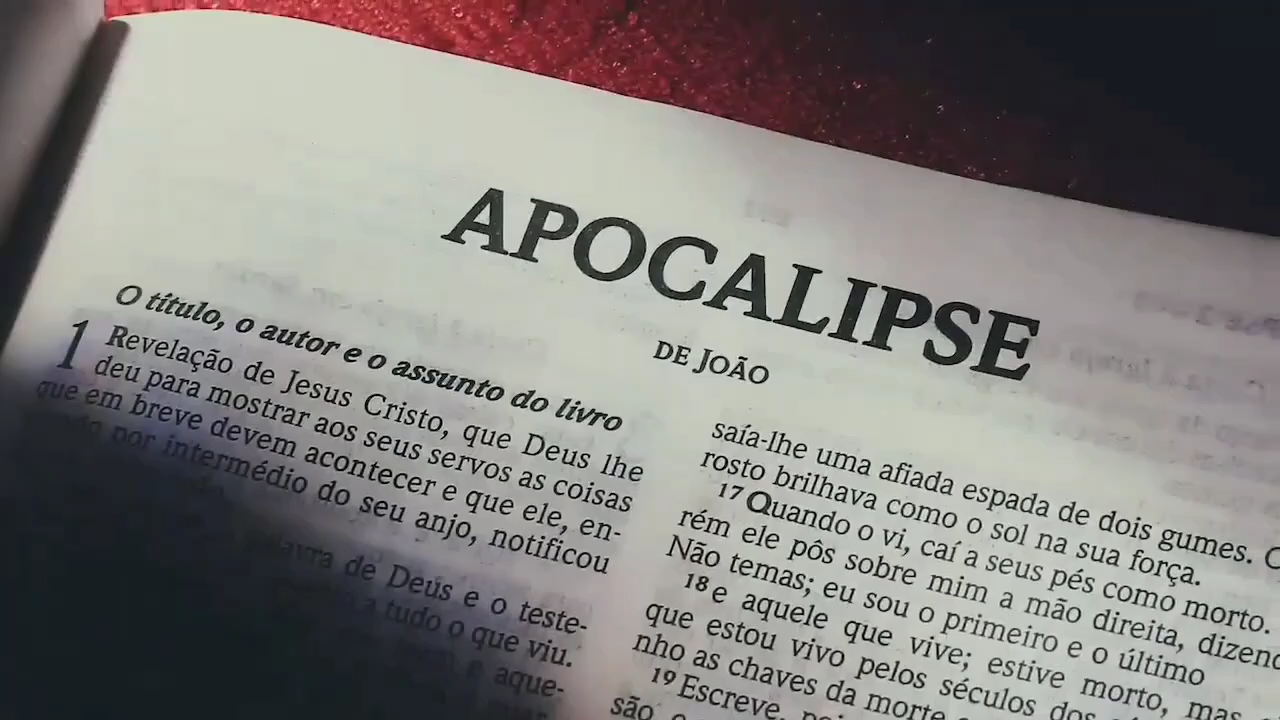 APOCALIPSE
DE JOÃO
O título, o autor e o assunto do livro
1 Revelação de Jesus Cristo, que Deus lhe
deu para mostrar aos seus servos as coisas
que em breve devem acontecer e que ele, en-
por intermédio do seu anjo, notificou
de Deus e o teste-
a tudo o que viu.
e aque-
saía-lhe uma afiada espada de dois gumes.
rosto brilhava como o sol na sua força.
17 Quando o vi, caí a seus pés como morto.
rém ele pôs sobre mim a mão direita,
Não temas; eu sou o primeiro e o último
18 e aquele que vive; estive morto, mas
que estou vivo pelos séculos dos
nho as chaves da morte
19 Escreve,
são